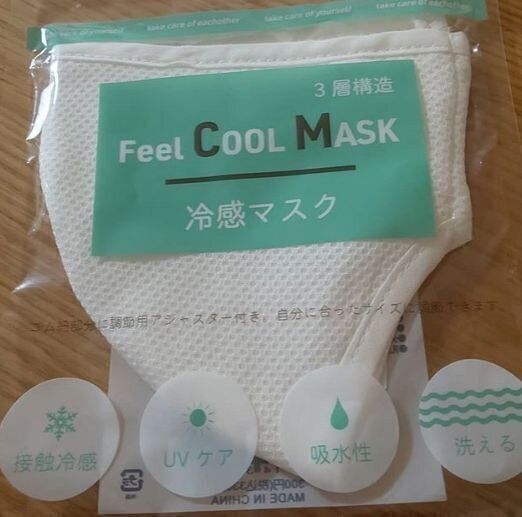 take care of yourself
take care of eachother
take care of yourself
take care of eachother
3層構造
Feel COOL MASK
冷感マスク
ゴム紐部分に調節用アジャスター付き。自分に合ったサイズに調節できます。
接触冷感
UVケア
吸水性
洗える
MADE IN CHINA